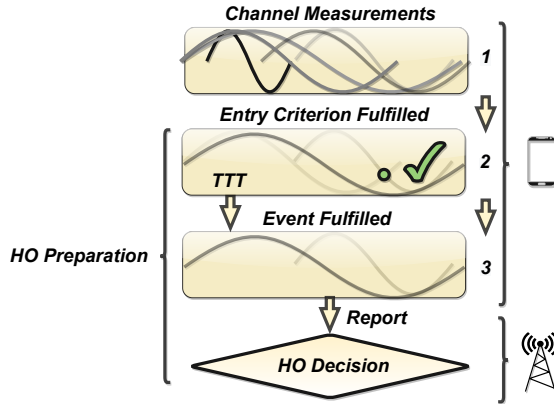 Channel Measurements
1
Entry Criterion Fulfilled
2
TTT
Event Fulfilled
HO Preparation
3
Report
HO Decision